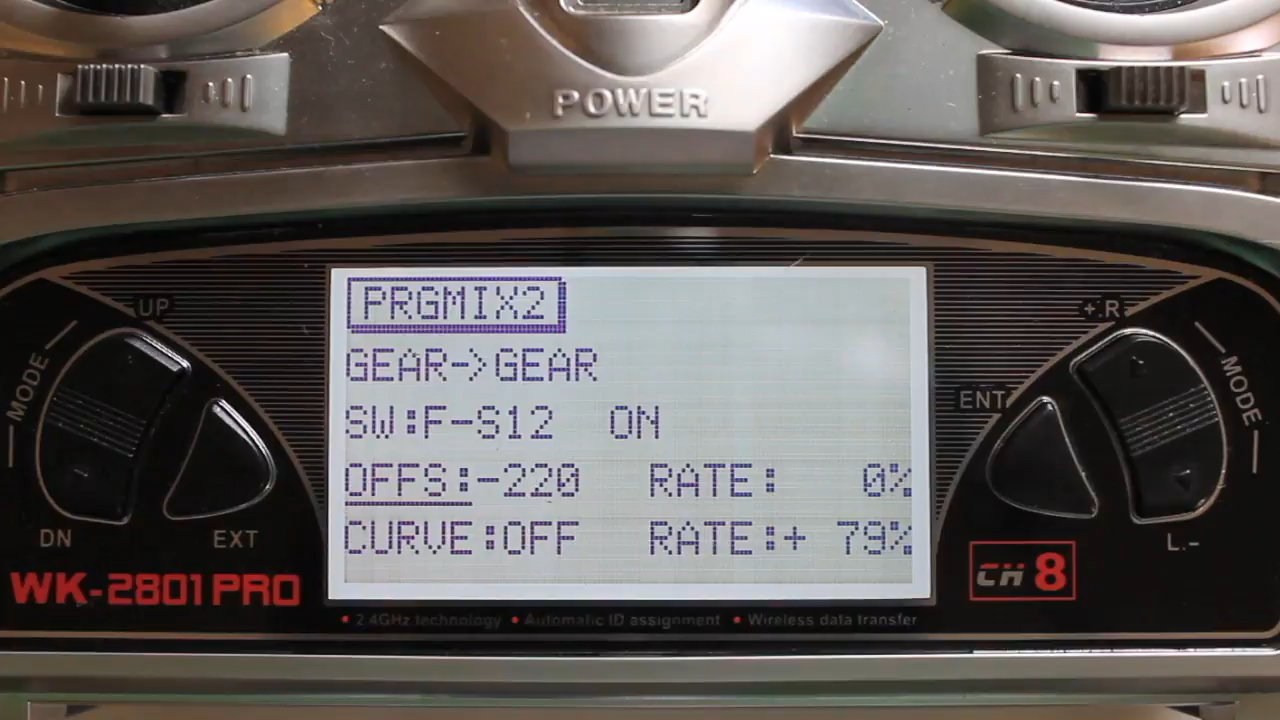 POWER
UP
+.R
MODE
MODE
PRGMIX2
GEAR->GEAR
SW:F-S12 ON
ENT
OFFS:-220 RATE: 0%
CURVE:OFF RATE:+ 79%
DN
EXT
L.-
WK-2801 PRO
CH 8
• 2.4GHz technology • Automatic ID assignment • Wireless data transfer